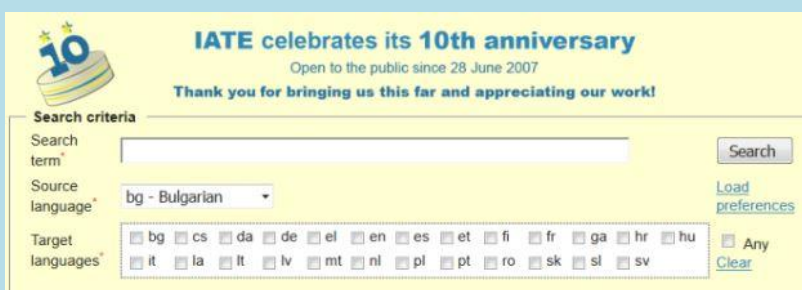 10
IATE celebrates its 10th anniversary
Open to the public since 28 June 2007
Thank you for bringing us this far and appreciating our work!
Search criteria
Search term*
Search
Source language*
bg - Bulgarian
Load preferences
Target languages*
bg cs da de el en es et fi fr ga hr hu
it la lt lv mt nl pl pt ro sk sl sv
Any
Clear